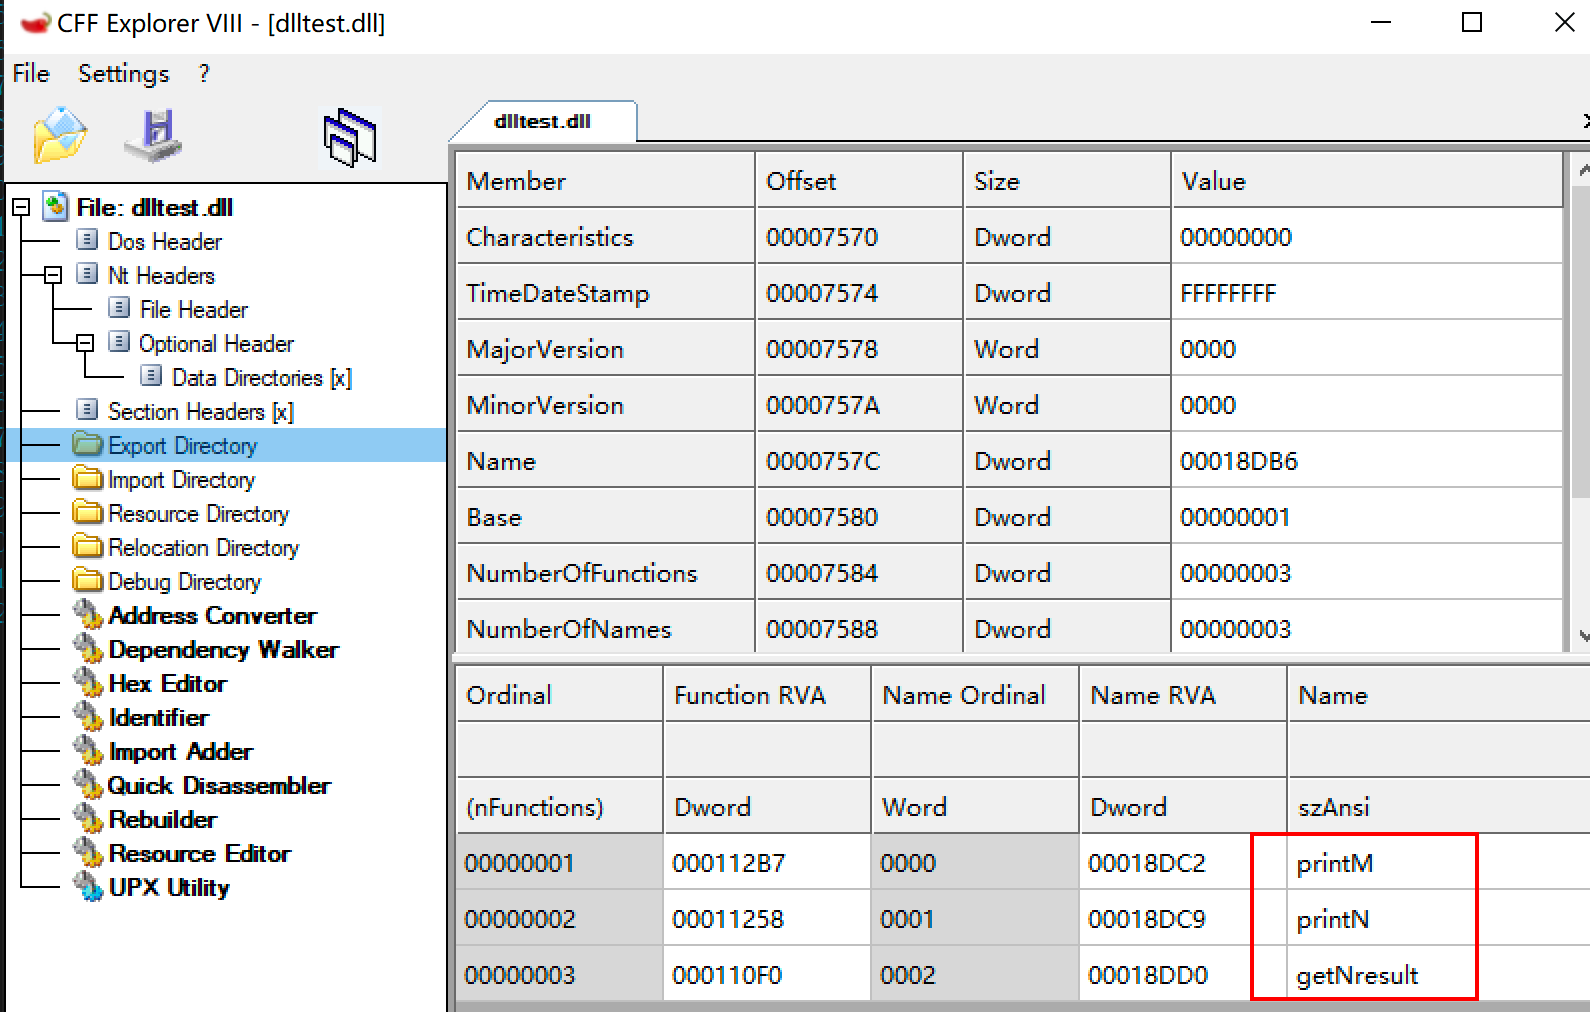 CFF Explorer VIII - [dlltest.dll]
File Settings ?
dlltest.dll
File: dlltest.dll
Dos Header
Nt Headers
File Header
Optional Header
Data Directories [x]
Section Headers [x]
Export Directory
Import Directory
Resource Directory
Relocation Directory
Debug Directory
Address Converter
Dependency Walker
Hex Editor
Identifier
Import Adder
Quick Disassembler
Rebuilder
Resource Editor
UPX Utility
Member Offset Size Value
Characteristics 00007570 Dword 00000000
TimeDateStamp 00007574 Dword FFFFFFFF
MajorVersion 00007578 Word 0000
MinorVersion 0000757A Word 0000
Name 0000757C Dword 00018DB6
Base 00007580 Dword 00000001
NumberOfFunctions 00007584 Dword 00000003
NumberOfNames 00007588 Dword 00000003
Ordinal Function RVA Name Ordinal Name RVA Name
(nFunctions) Dword Word Dword szAnsi
00000001 000112B7 0000 00018DC2 printM
00000002 00011258 0001 00018DC9 printN
00000003 000110F0 0002 00018DD0 getNresult